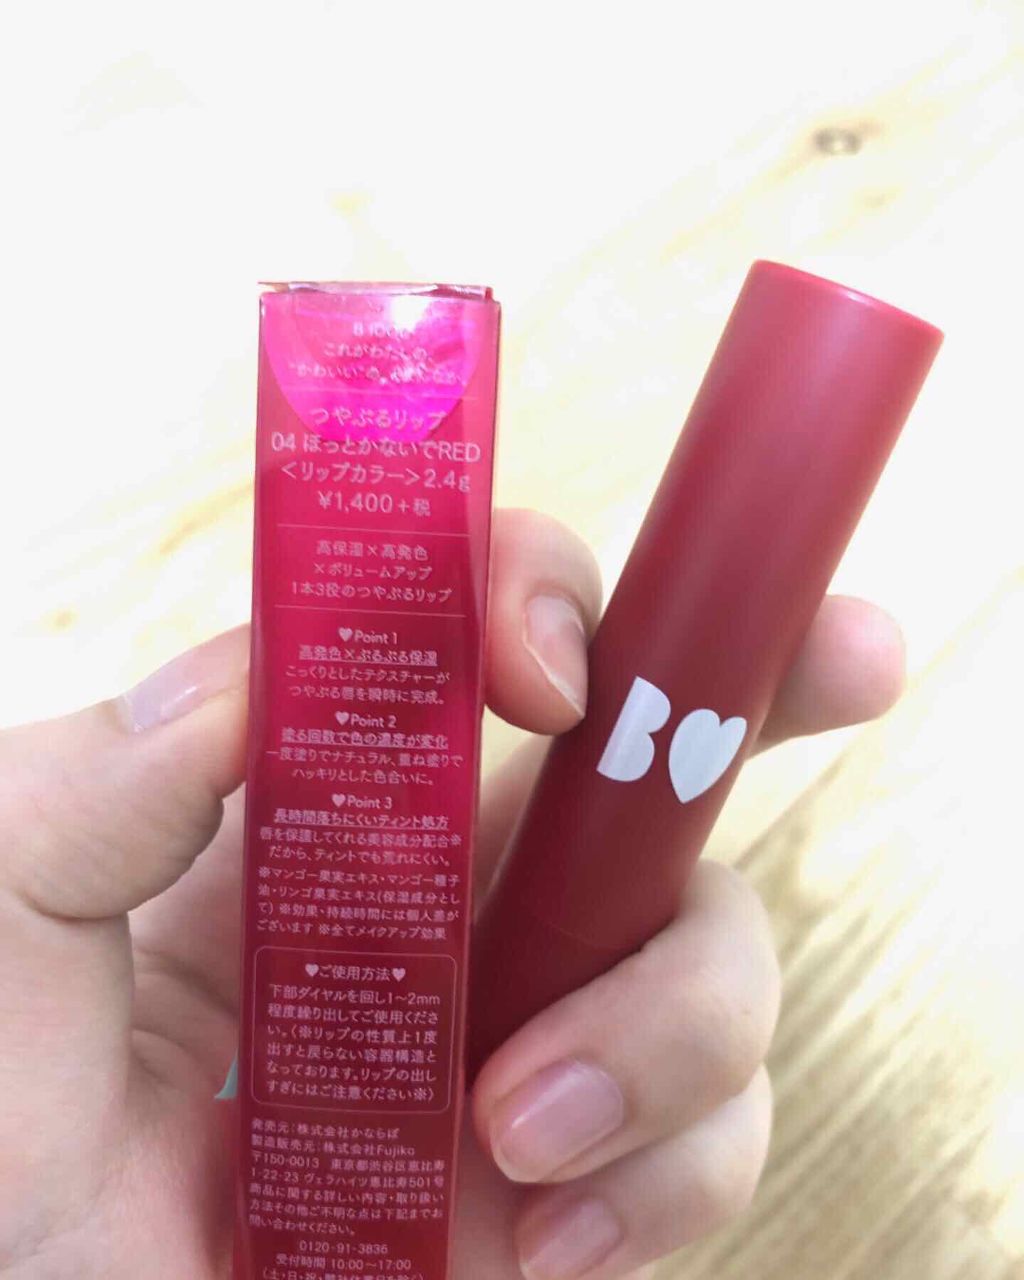 これがわたしの、
"かわいい"の。
つやぷるリップ
04 ほっとかないでRED
<リップカラー>2.4g
¥1,400+税
高保湿×高発色
×ボリュームアップ
1本3役のつやぷるリップ
♥Point 1
高発色×ぷるぷる保湿
こっくりとしたテクスチャーが
つやぷる唇を瞬時に完成。
♥Point 2
塗る回数で色の濃度が変化
一度塗りでナチュラル、重ね塗りで
ハッキリとした色合いに。
♥Point 3
長時間落ちにくいティント処方
唇を保護してくれる美容成分配合※
だから、ティントでも荒れにくい。
※マンゴー果実エキス・マンゴー種子
油・リンゴ果実エキス(保湿成分とし
て) ※効果・持続時間には個人差が
ございます ※全てメイクアップ効果
♥ご使用方法♥
下部ダイヤルを回し1〜2mm
程度繰り出してご使用くださ
い。(※リップの性質上1度
出すと戻らない容器構造と
なっております。リップの出し
すぎにはご注意ください※)
発売元:株式会社かならぼ
製造販売元:株式会社Fujiko
〒150-0013 東京都渋谷区恵比寿
1-22-23 ヴェラハイツ恵比寿501号
商品に関する詳しい内容・取り扱い
方法その他ご不明な点は下記までお
問い合わせください。
0120-91-3836
受付時間 10:00〜17:00
(土・日・祝・弊社休業日を除く)
B♥